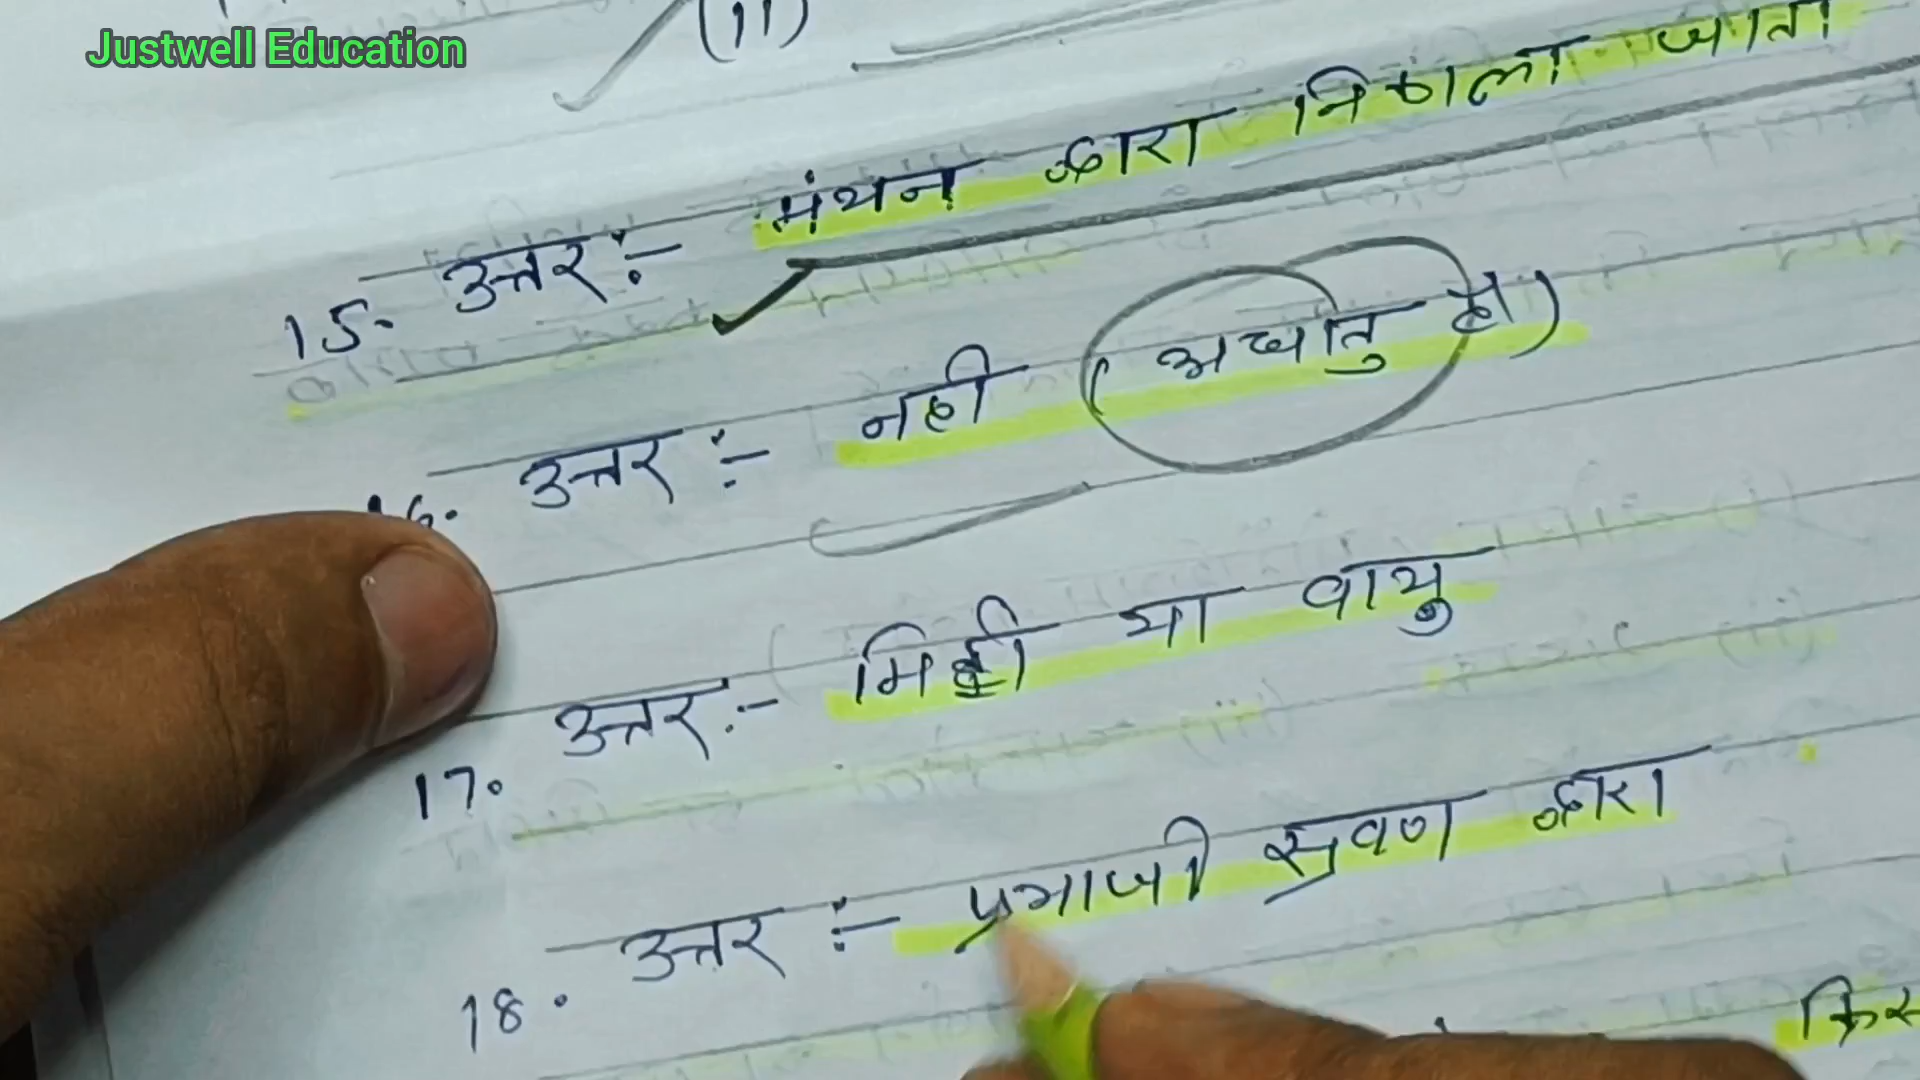 Justwell Education
(ii)
15. उत्तर :- मंथन द्वारा निकाला जाता
16. उत्तर :- नही (अधातु है)
17. उत्तर :- मिट्टी या वायु
18. उत्तर :- प्रभाजी स्रवण द्वारा